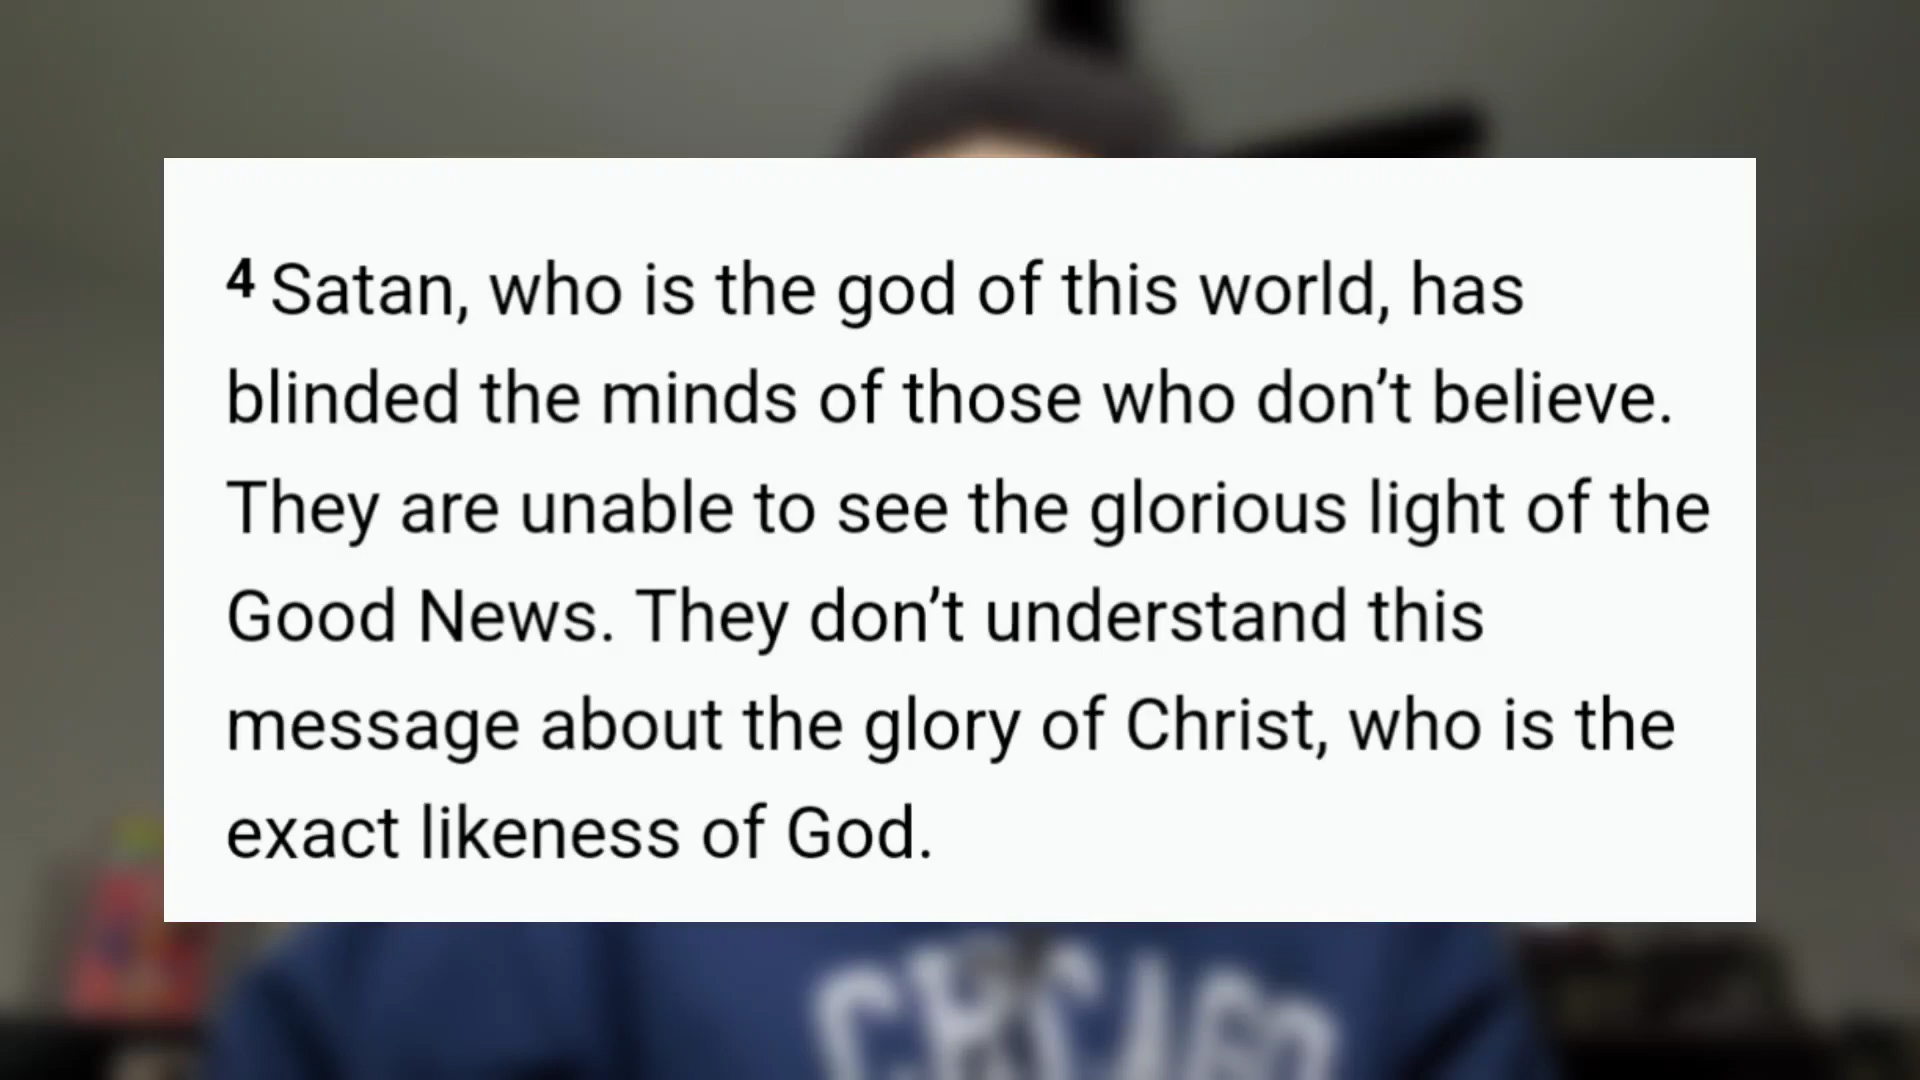 4 Satan, who is the god of this world, has
blinded the minds of those who don’t believe.
They are unable to see the glorious light of the
Good News. They don’t understand this
message about the glory of Christ, who is the
exact likeness of God.
CHICAGO